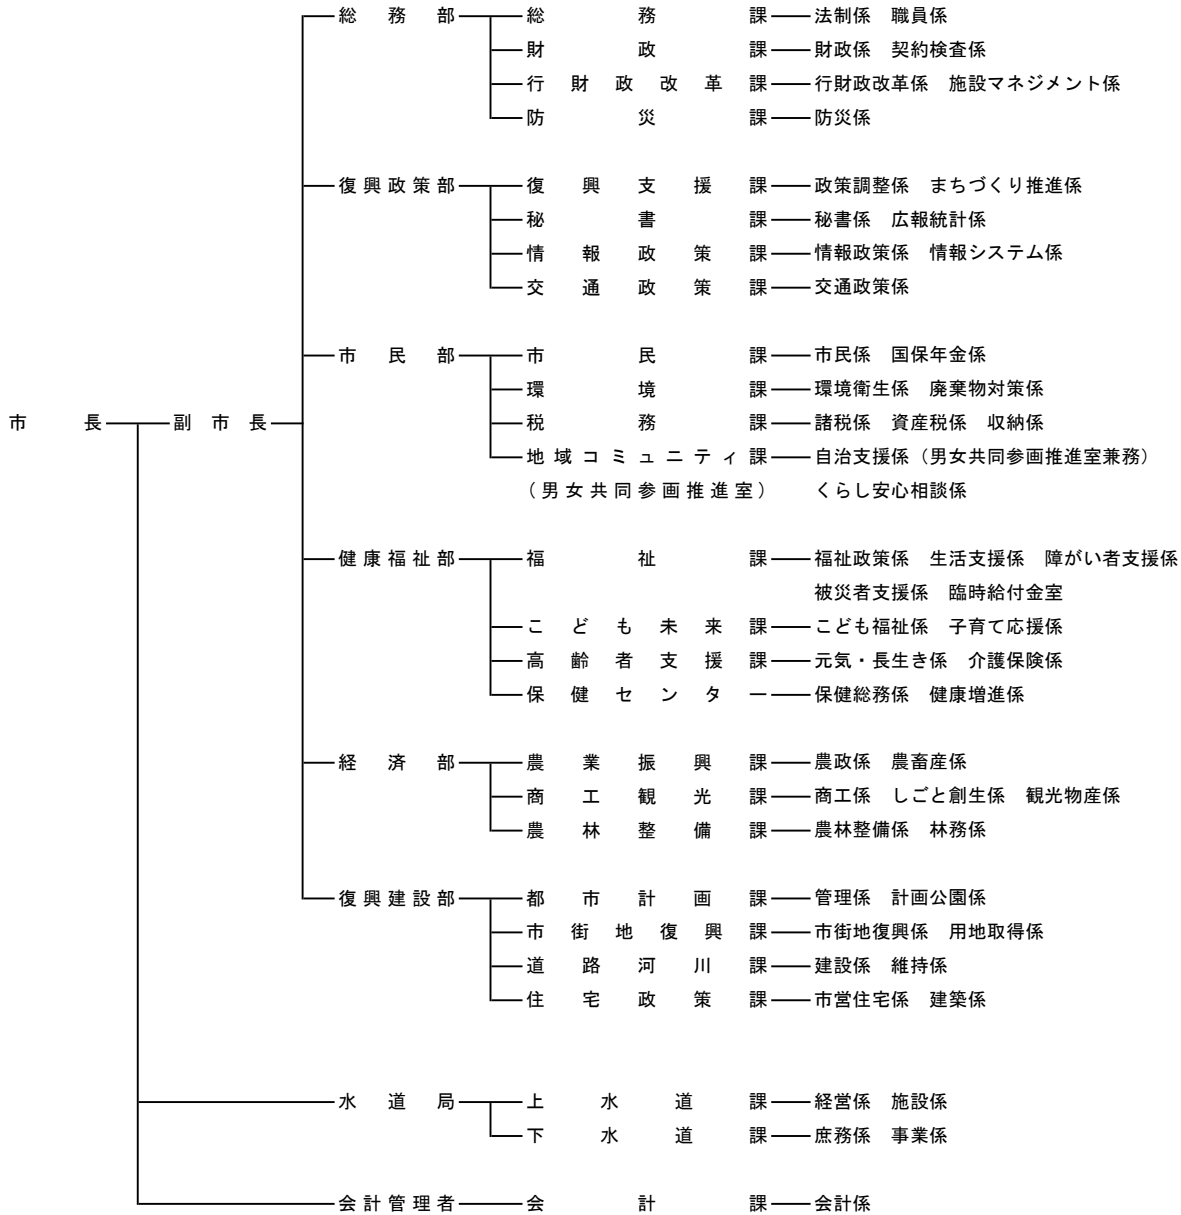 総務部 総務課 法制係 職員係
財政課 財政係 契約検査係
行財政改革課 行財政改革係 施設マネジメント係
防災課 防災係
復興政策部 復興支援課 政策調整係 まちづくり推進係
秘書課 秘書係 広報統計係
情報政策課 情報政策係 情報システム係
交通政策課 交通政策係
市民部 市民課 市民係 国保年金係
環境課 環境衛生係 廃棄物対策係
市長 副市長 税務課 諸税係 資産税係 収納係
地域コミュニティ課 自治支援係(男女共同参画推進室兼務)
(男女共同参画推進室) くらし安心相談係
健康福祉部 福祉課 福祉政策係 生活支援係 障がい者支援係
被災者支援係 臨時給付金室
こども未来課 こども福祉係 子育て応援係
高齢者支援課 元気・長生き係 介護保険係
保健センター 保健総務係 健康増進係
経済部 農業振興課 農政係 農畜産係
商工観光課 商工係 しごと創生係 観光物産係
農林整備課 農林整備係 林務係
復興建設部 都市計画課 管理係 計画公園係
市街地復興課 市街地復興係 用地取得係
道路河川課 建設係 維持係
住宅政策課 市営住宅係 建築係
水道局 上水道課 経営係 施設係
下水道課 庶務係 事業係
会計管理者 会計課 会計係